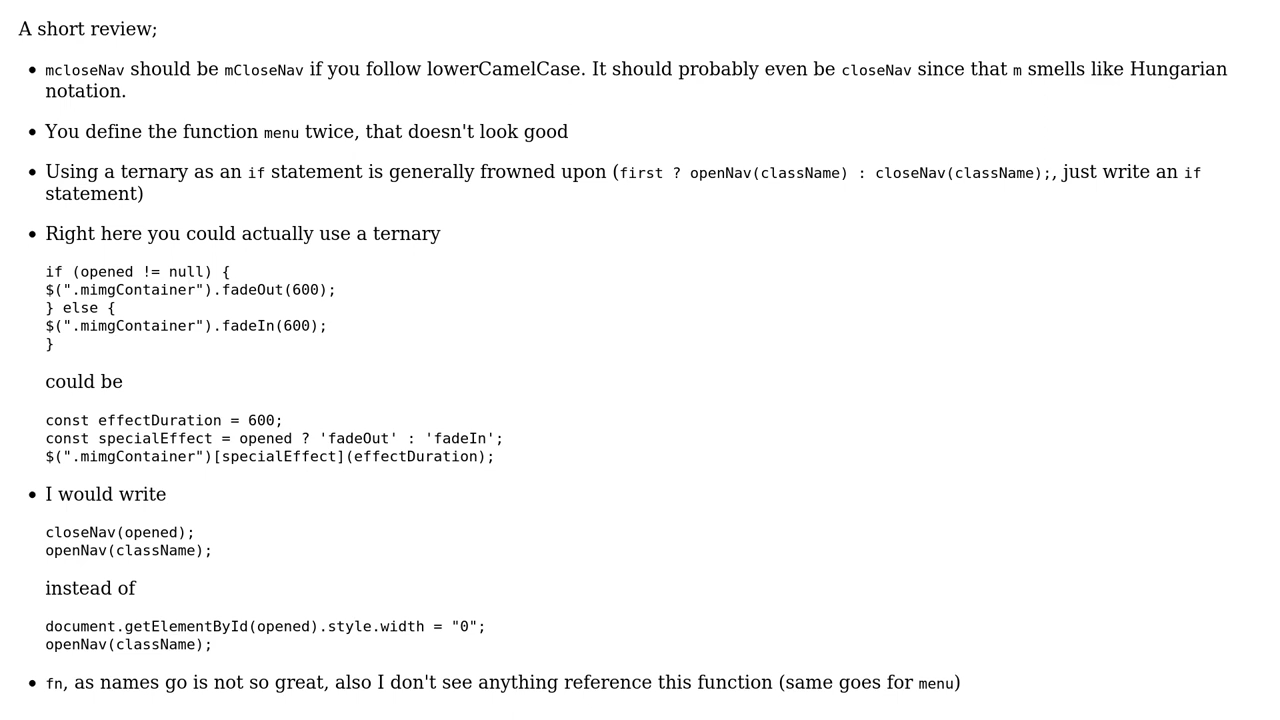 A short review;
• mcloseNav should be mCloseNav if you follow lowerCamelCase. It should probably even be closeNav since that m smells like Hungarian
notation.
• You define the function menu twice, that doesn't look good
• Using a ternary as an if statement is generally frowned upon (first ? openNav(className) : closeNav(className);, just write an if
statement)
• Right here you could actually use a ternary
if (opened != null) {
$(".mimgContainer").fadeOut(600);
} else {
$(".mimgContainer").fadeIn(600);
}
could be
const effectDuration = 600;
const specialEffect = opened ? 'fadeOut' : 'fadeIn';
$(".mimgContainer")[specialEffect](effectDuration);
• I would write
closeNav(opened);
openNav(className);
instead of
document.getElementById(opened).style.width = "0";
openNav(className);
• fn, as names go is not so great, also I don't see anything reference this function (same goes for menu)